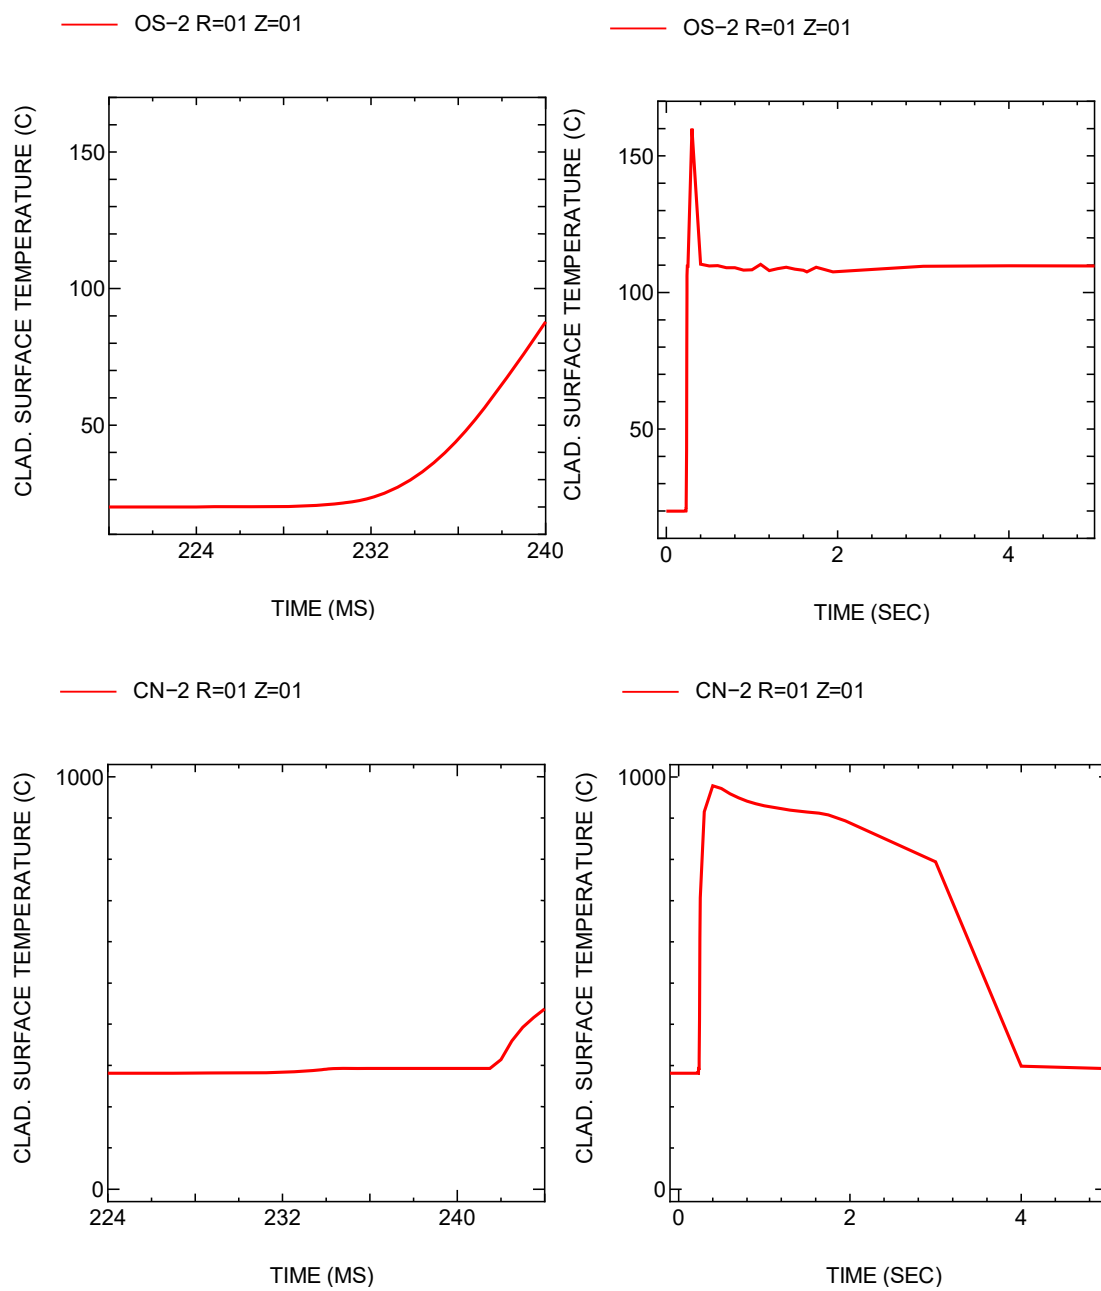 OS−2 R=01 Z=01
CLAD. SURFACE TEMPERATURE (C)
150
100
50
224
232
240
TIME (MS)
OS−2 R=01 Z=01
CLAD. SURFACE TEMPERATURE (C)
150
100
50
0
2
4
TIME (SEC)
CN−2 R=01 Z=01
CLAD. SURFACE TEMPERATURE (C)
1000
0
224
232
240
TIME (MS)
CN−2 R=01 Z=01
CLAD. SURFACE TEMPERATURE (C)
1000
0
0
2
4
TIME (SEC)